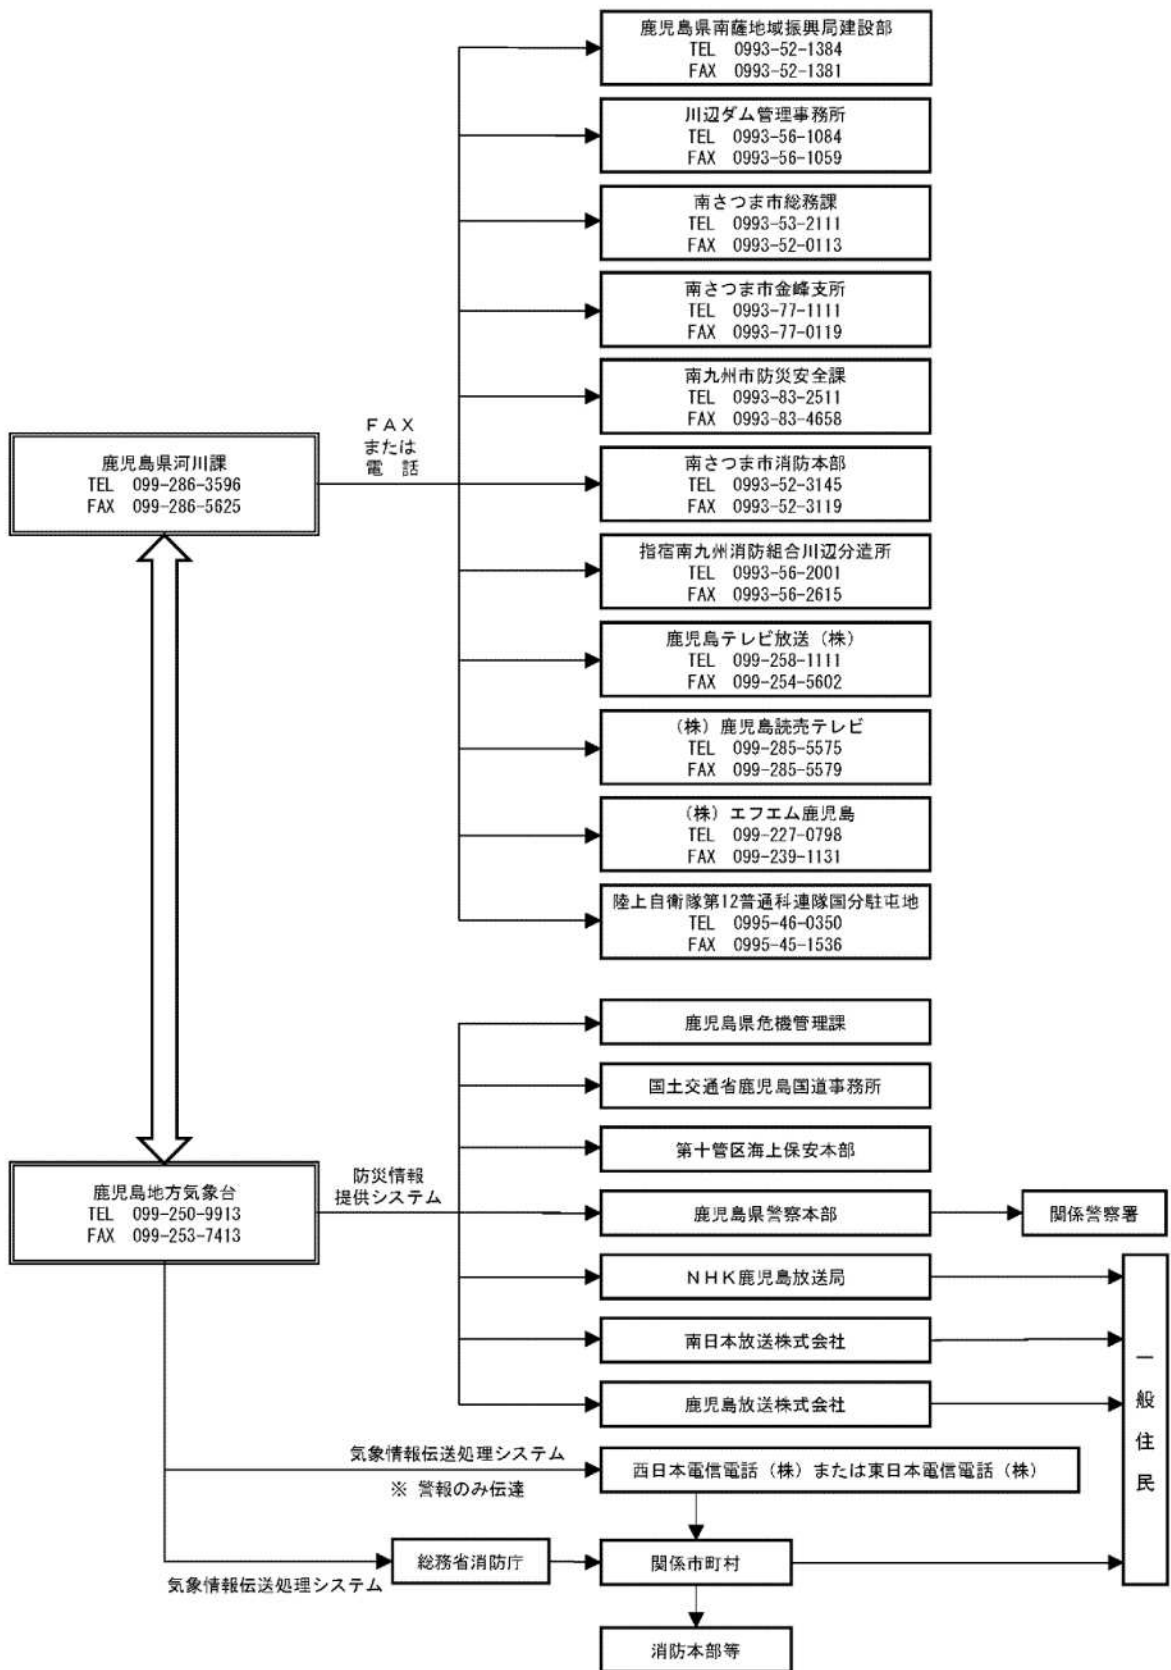 鹿児島県南薩地域振興局建設部
TEL 0993-52-1384
FAX 0993-52-1381
川辺ダム管理事務所
TEL 0993-56-1084
FAX 0993-56-1059
南さつま市総務課
TEL 0993-53-2111
FAX 0993-52-0113
南さつま市金峰支所
TEL 0993-77-1111
FAX 0993-77-0119
南九州市防災安全課
TEL 0993-83-2511
FAX 0993-83-4658
鹿児島県河川課
TEL 099-286-3596
FAX 099-286-5625
FAX
または
電 話
南さつま市消防本部
TEL 0993-52-3145
FAX 0993-52-3119
指宿南九州消防組合川辺分遣所
TEL 0993-56-2001
FAX 0993-56-2615
鹿児島テレビ放送（株）
TEL 099-258-1111
FAX 099-254-5602
（株）鹿児島読売テレビ
TEL 099-285-5575
FAX 099-285-5579
（株）エフエム鹿児島
TEL 099-227-0798
FAX 099-239-1131
陸上自衛隊第12普通科連隊国分駐屯地
TEL 0995-46-0350
FAX 0995-45-1536
鹿児島県危機管理課
国土交通省鹿児島国道事務所
第十管区海上保安本部
鹿児島地方気象台
TEL 099-250-9913
FAX 099-253-7413
防災情報
提供システム
鹿児島県警察本部
関係警察署
ＮＨＫ鹿児島放送局
南日本放送株式会社
鹿児島放送株式会社
一般住民
気象情報伝送処理システム
※ 警報のみ伝達
西日本電信電話（株）または東日本電信電話（株）
総務省消防庁
関係市町村
気象情報伝送処理システム
消防本部等